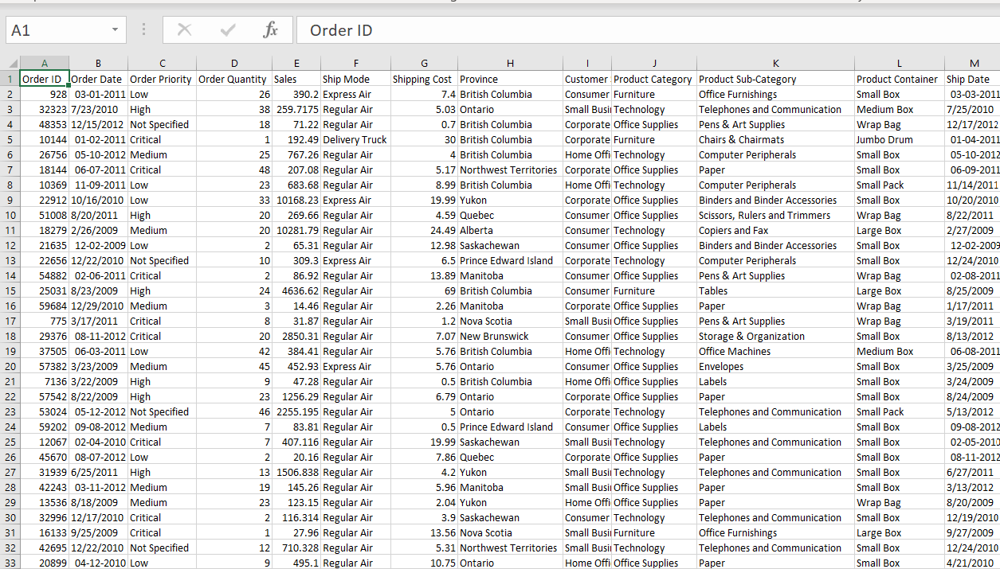 A1 fx Order ID
A B C D E F G H I J K L M
1 Order ID Order Date Order Priority Order Quantity Sales Ship Mode Shipping Cost Province Customer Product Category Product Sub-Category Product Container Ship Date
2 928 03-01-2011 Low 26 390.2 Express Air 7.4 British Columbia Consumer Furniture Office Furnishings Small Box 03-03-2011
3 32323 7/23/2010 High 38 259.7175 Regular Air 5.03 Ontario Small Busi Technology Telephones and Communication Medium Box 7/25/2010
4 48353 12/15/2012 Not Specified 18 71.22 Regular Air 0.7 British Columbia Corporate Office Supplies Pens & Art Supplies Wrap Bag 12/17/2012
5 10144 01-02-2011 Critical 1 192.49 Delivery Truck 30 British Columbia Corporate Furniture Chairs & Chairmats Jumbo Drum 01-04-2011
6 26756 05-10-2012 Medium 25 767.26 Regular Air 4 British Columbia Home Offi Technology Computer Peripherals Small Box 05-10-2012
7 18144 06-07-2011 Critical 48 207.08 Regular Air 5.17 Northwest Territories Corporate Office Supplies Paper Small Box 06-09-2011
8 10369 11-09-2011 Low 23 683.68 Regular Air 8.99 British Columbia Home Offi Technology Computer Peripherals Small Pack 11/14/2011
9 22912 10/16/2010 Low 33 10168.23 Express Air 19.99 Yukon Corporate Office Supplies Binders and Binder Accessories Small Box 10/20/2010
10 51008 8/20/2011 High 20 269.66 Regular Air 4.59 Quebec Consumer Office Supplies Scissors, Rulers and Trimmers Wrap Bag 8/22/2011
11 18279 2/26/2009 Medium 20 10281.79 Regular Air 24.49 Alberta Consumer Technology Copiers and Fax Large Box 2/27/2009
12 21635 12-02-2009 Low 2 65.31 Regular Air 12.98 Saskachewan Consumer Office Supplies Binders and Binder Accessories Small Box 12-02-2009
13 22656 12/22/2010 Not Specified 10 309.3 Express Air 6.5 Prince Edward Island Corporate Technology Computer Peripherals Small Box 12/24/2010
14 54882 02-06-2011 Critical 2 86.92 Regular Air 13.89 Manitoba Consumer Office Supplies Pens & Art Supplies Wrap Bag 02-08-2011
15 25031 8/23/2009 High 24 4636.62 Regular Air 69 British Columbia Consumer Furniture Tables Large Box 8/25/2009
16 59684 12/29/2010 Medium 3 14.46 Regular Air 2.26 Manitoba Corporate Office Supplies Paper Wrap Bag 1/17/2011
17 775 3/17/2011 Critical 8 31.87 Regular Air 1.2 Nova Scotia Small Busi Office Supplies Pens & Art Supplies Wrap Bag 3/19/2011
18 29376 08-11-2012 Critical 20 2850.31 Regular Air 7.07 New Brunswick Consumer Office Supplies Storage & Organization Small Box 8/13/2012
19 37505 06-03-2011 Low 42 384.41 Regular Air 5.76 British Columbia Home Offi Technology Office Machines Medium Box 06-08-2011
20 57382 3/23/2009 Medium 45 452.93 Express Air 5.76 Ontario Consumer Office Supplies Envelopes Small Box 3/25/2009
21 7136 3/22/2009 High 9 47.28 Regular Air 0.5 British Columbia Home Offi Office Supplies Labels Small Box 3/24/2009
22 57542 8/22/2009 High 23 1256.29 Regular Air 6.79 Ontario Corporate Office Supplies Paper Small Box 8/24/2009
23 53024 05-12-2012 Not Specified 46 2255.195 Regular Air 5 Ontario Corporate Technology Telephones and Communication Small Pack 5/13/2012
24 59202 09-08-2012 Medium 7 83.81 Regular Air 0.5 Prince Edward Island Consumer Office Supplies Labels Small Box 09-08-2012
25 12067 02-04-2010 Critical 7 407.116 Regular Air 19.99 Saskachewan Small Busi Technology Telephones and Communication Small Box 02-05-2010
26 45670 08-07-2012 Low 2 20.16 Regular Air 7.86 Quebec Corporate Office Supplies Paper Small Box 08-11-2012
27 31939 6/25/2011 High 13 1506.838 Regular Air 4.2 Yukon Small Busi Technology Telephones and Communication Small Box 6/27/2011
28 42243 03-11-2012 Medium 19 145.26 Regular Air 5.96 Manitoba Small Busi Office Supplies Paper Small Box 3/13/2012
29 13536 8/18/2009 Medium 23 123.15 Regular Air 2.04 Yukon Home Offi Office Supplies Paper Wrap Bag 8/20/2009
30 32996 12/17/2010 Critical 2 116.314 Regular Air 3.9 Saskachewan Consumer Technology Telephones and Communication Small Box 12/19/2010
31 16133 9/25/2009 Critical 1 27.96 Regular Air 13.56 Nova Scotia Small Busi Furniture Office Furnishings Large Box 9/27/2009
32 42695 12/22/2010 Not Specified 12 710.328 Regular Air 5.31 Northwest Territories Small Busi Technology Telephones and Communication Small Box 12/24/2010
33 20899 04-12-2010 Low 9 495.1 Regular Air 10.75 Ontario Home Offi Office Supplies Paper Small Box 4/21/2010